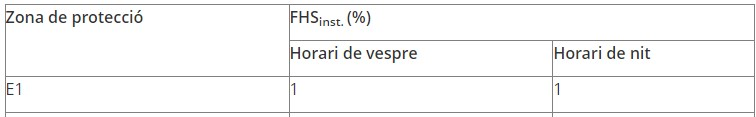 Zona de protecció
FHSinst. (%)
Horari de vespre
Horari de nit
E1
1
1